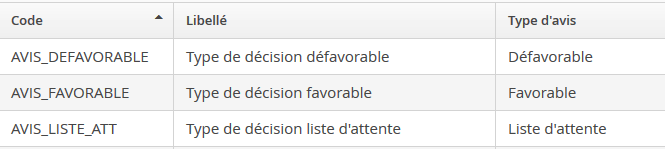 Code Libellé Type d'avis
AVIS_DEFAVORABLE Type de décision défavorable Défavorable
AVIS_FAVORABLE Type de décision favorable Favorable
AVIS_LISTE_ATT Type de décision liste d'attente Liste d'attente